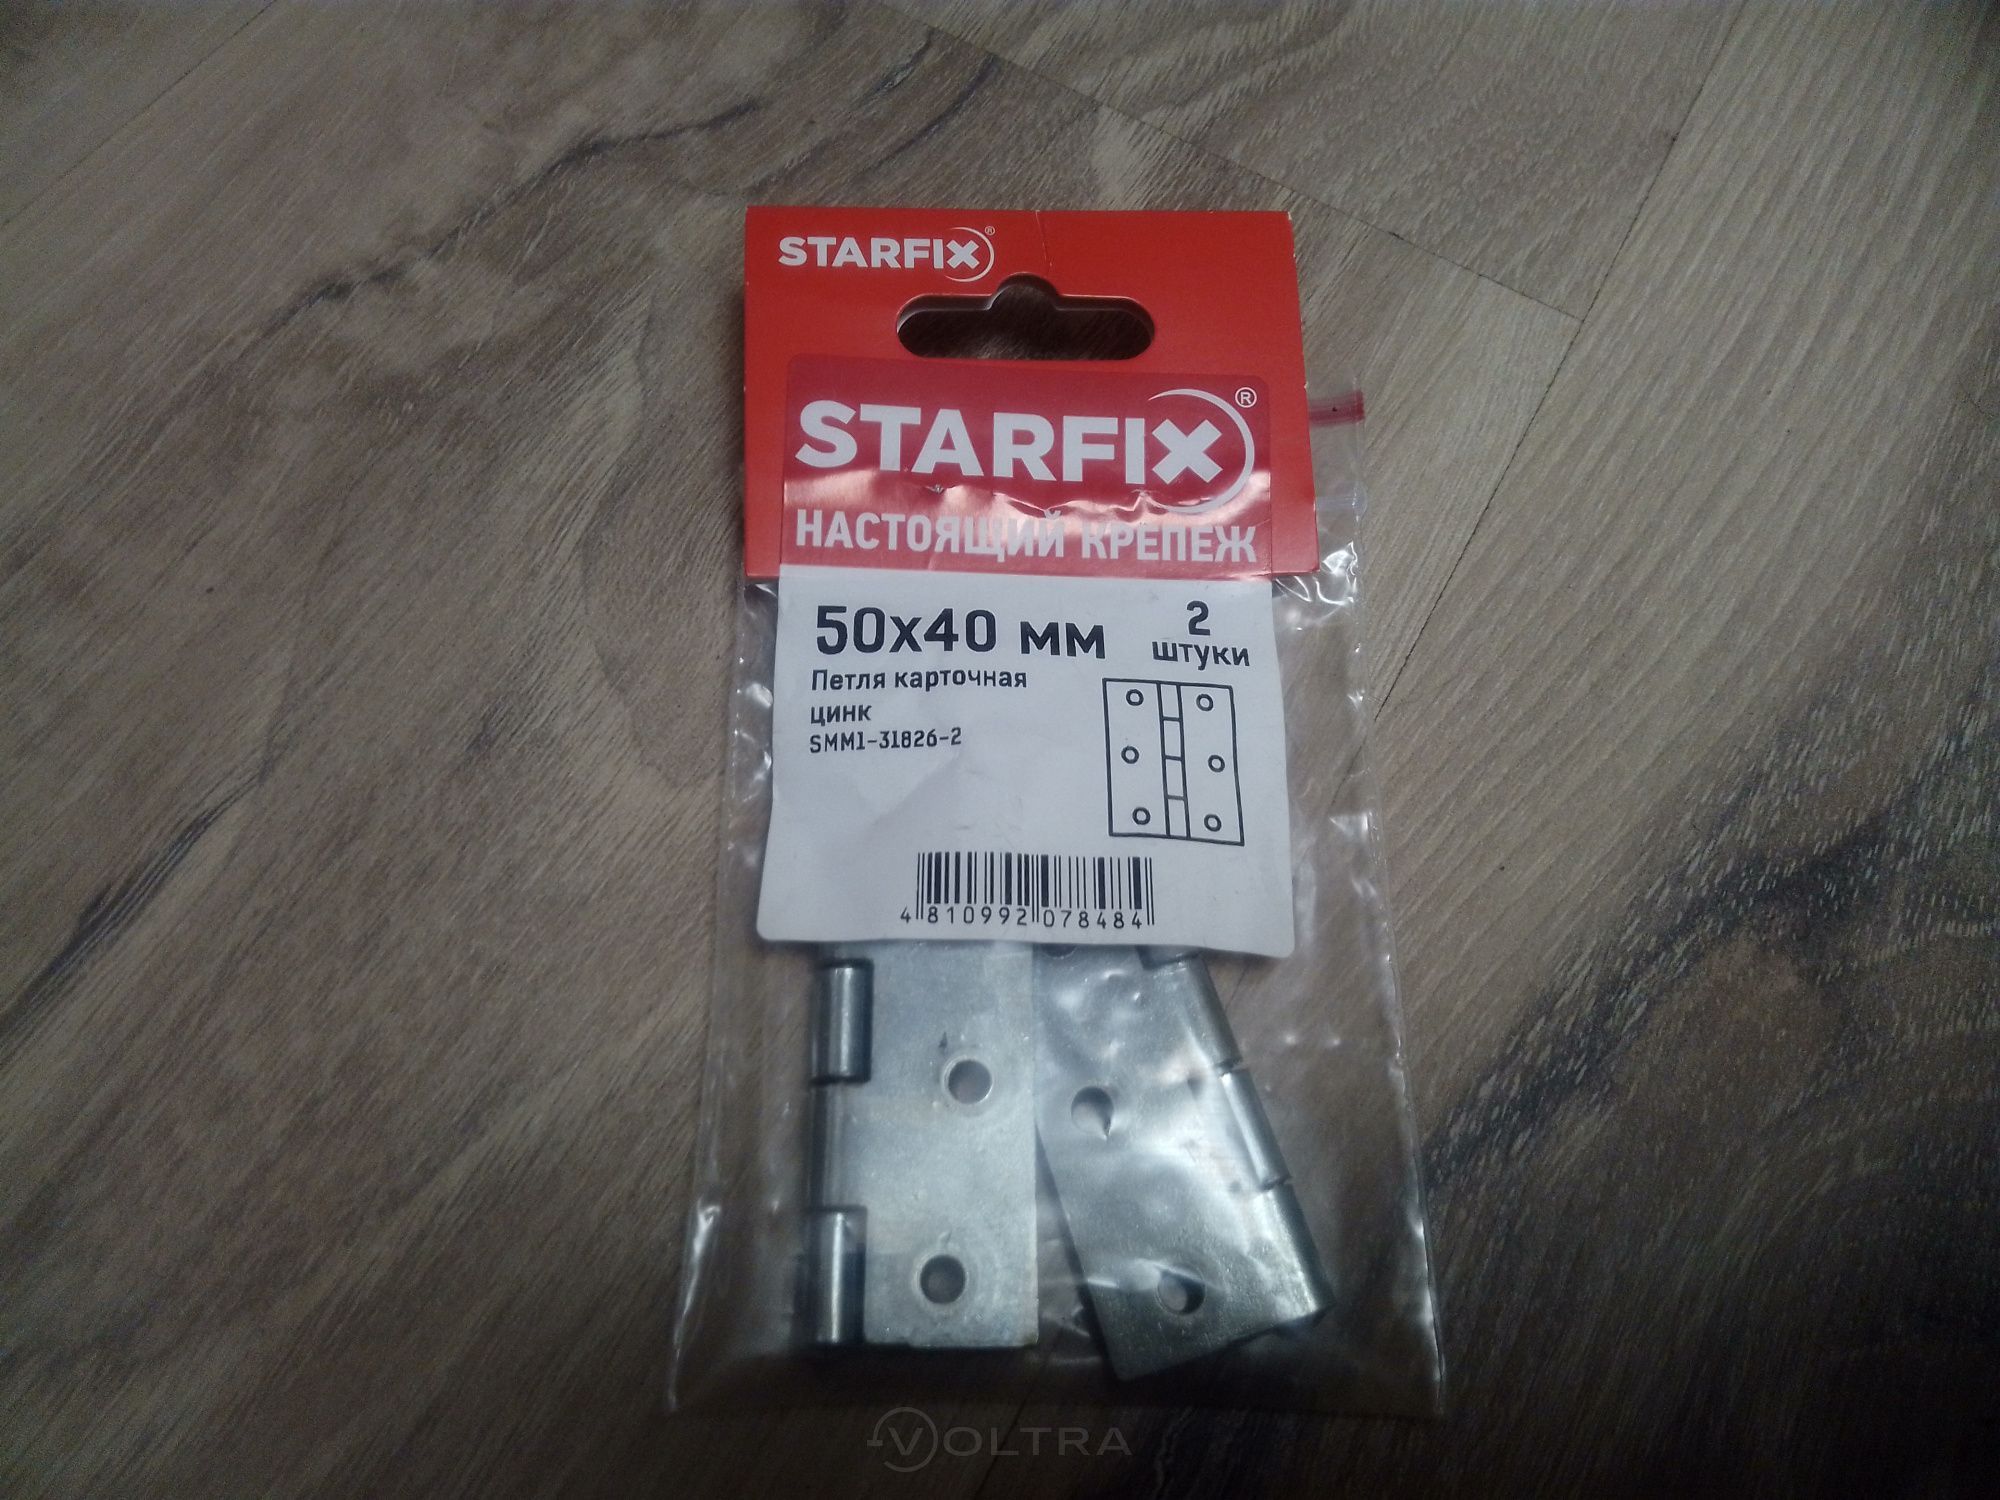 STARFIX®
STARFIX®
НАСТОЯЩИЙ КРЕПЕЖ
50x40 мм
2
штуки
Петля карточная
цинк
SMM1-31826-2
4 810992 078484
VOLTRA